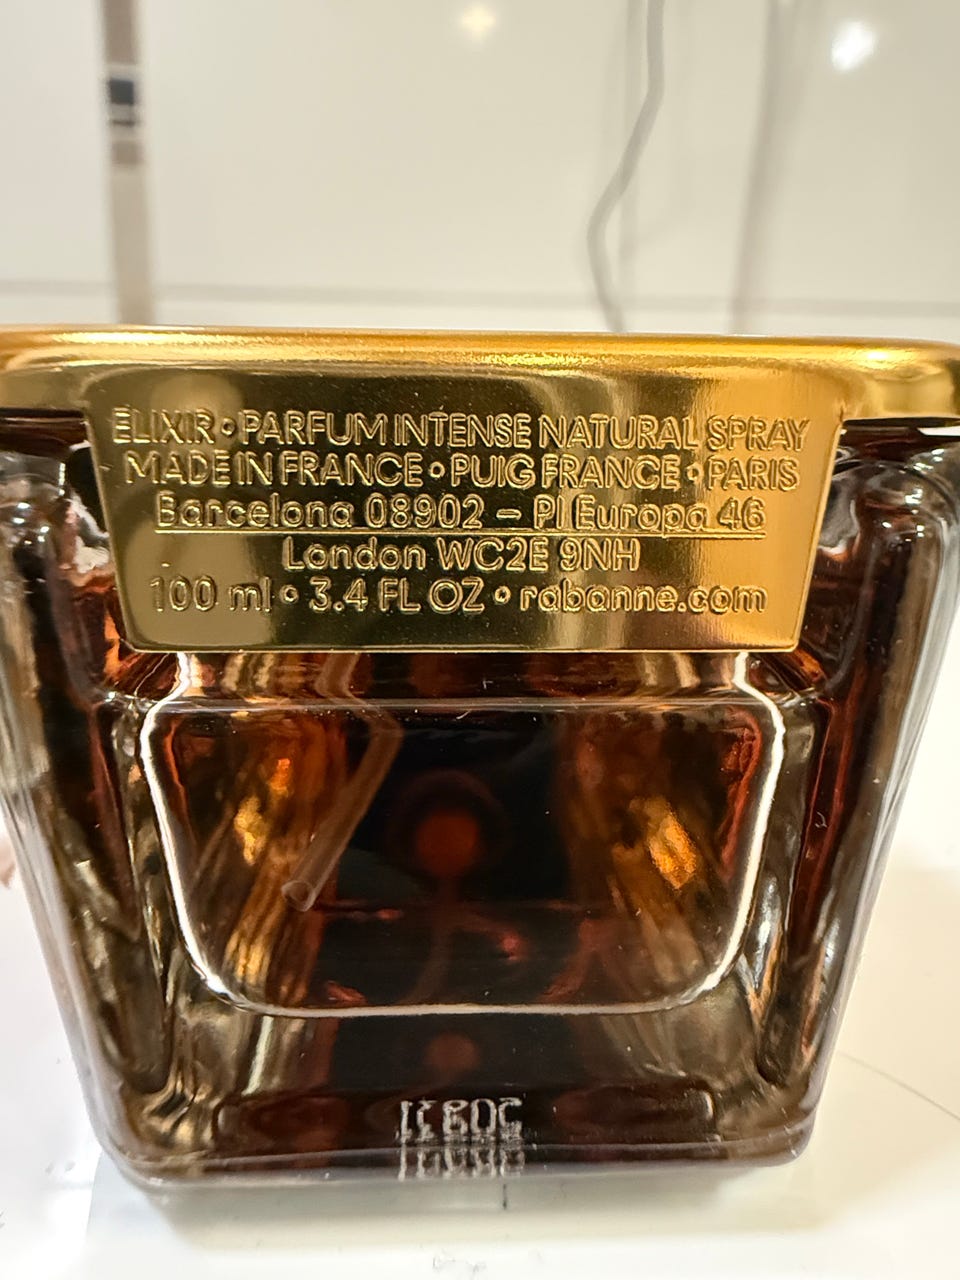 ELIXIR • PARFUM INTENSE NATURAL SPRAY
MADE IN FRANCE • PUIG FRANCE • PARIS
Barcelona 08902 – Pl Europa 46
London WC2E 9NH
100 ml • 3.4 FL OZ • rabanne.com